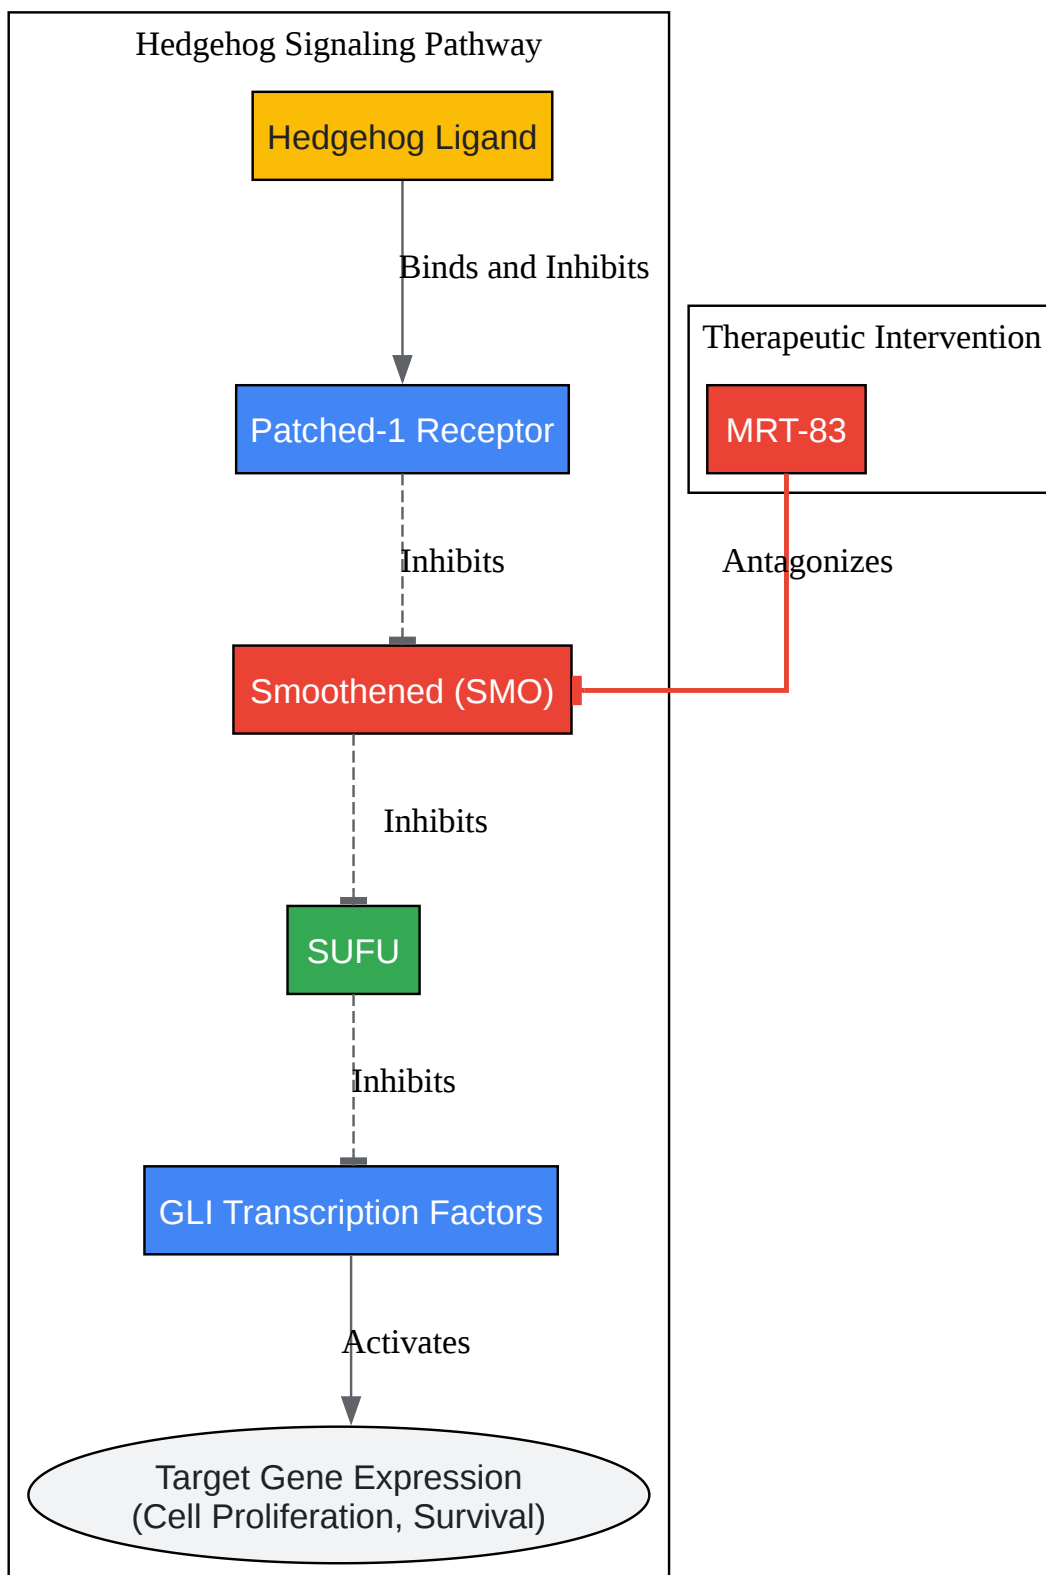 Hedgehog Signaling Pathway
Hedgehog Ligand
Binds and Inhibits
Therapeutic Intervention
Patched-1 Receptor
MRT-83
Inhibits
Antagonizes
Smoothened (SMO)
Inhibits
SUFU
Inhibits
GLI Transcription Factors
Activates
Target Gene Expression
(Cell Proliferation, Survival)